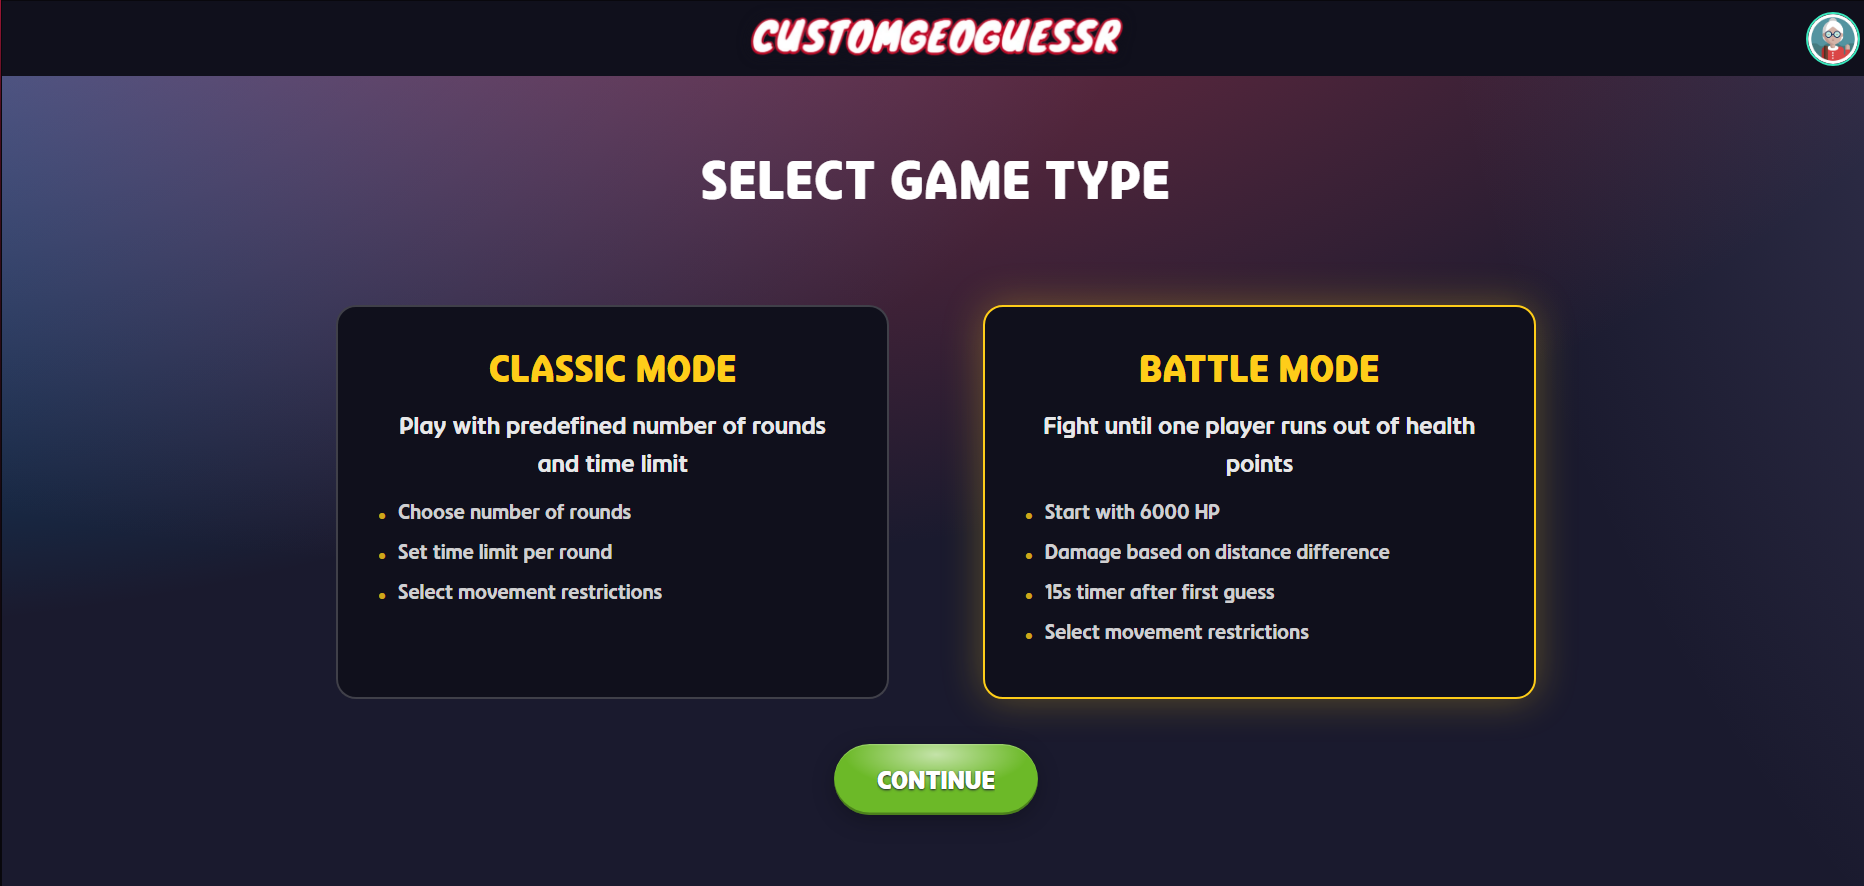 CUSTOMGEOGUESSR
SELECT GAME TYPE
CLASSIC MODE
Play with predefined number of rounds
and time limit
Choose number of rounds
Set time limit per round
Select movement restrictions
BATTLE MODE
Fight until one player runs out of health
points
Start with 6000 HP
Damage based on distance difference
15s timer after first guess
Select movement restrictions
CONTINUE